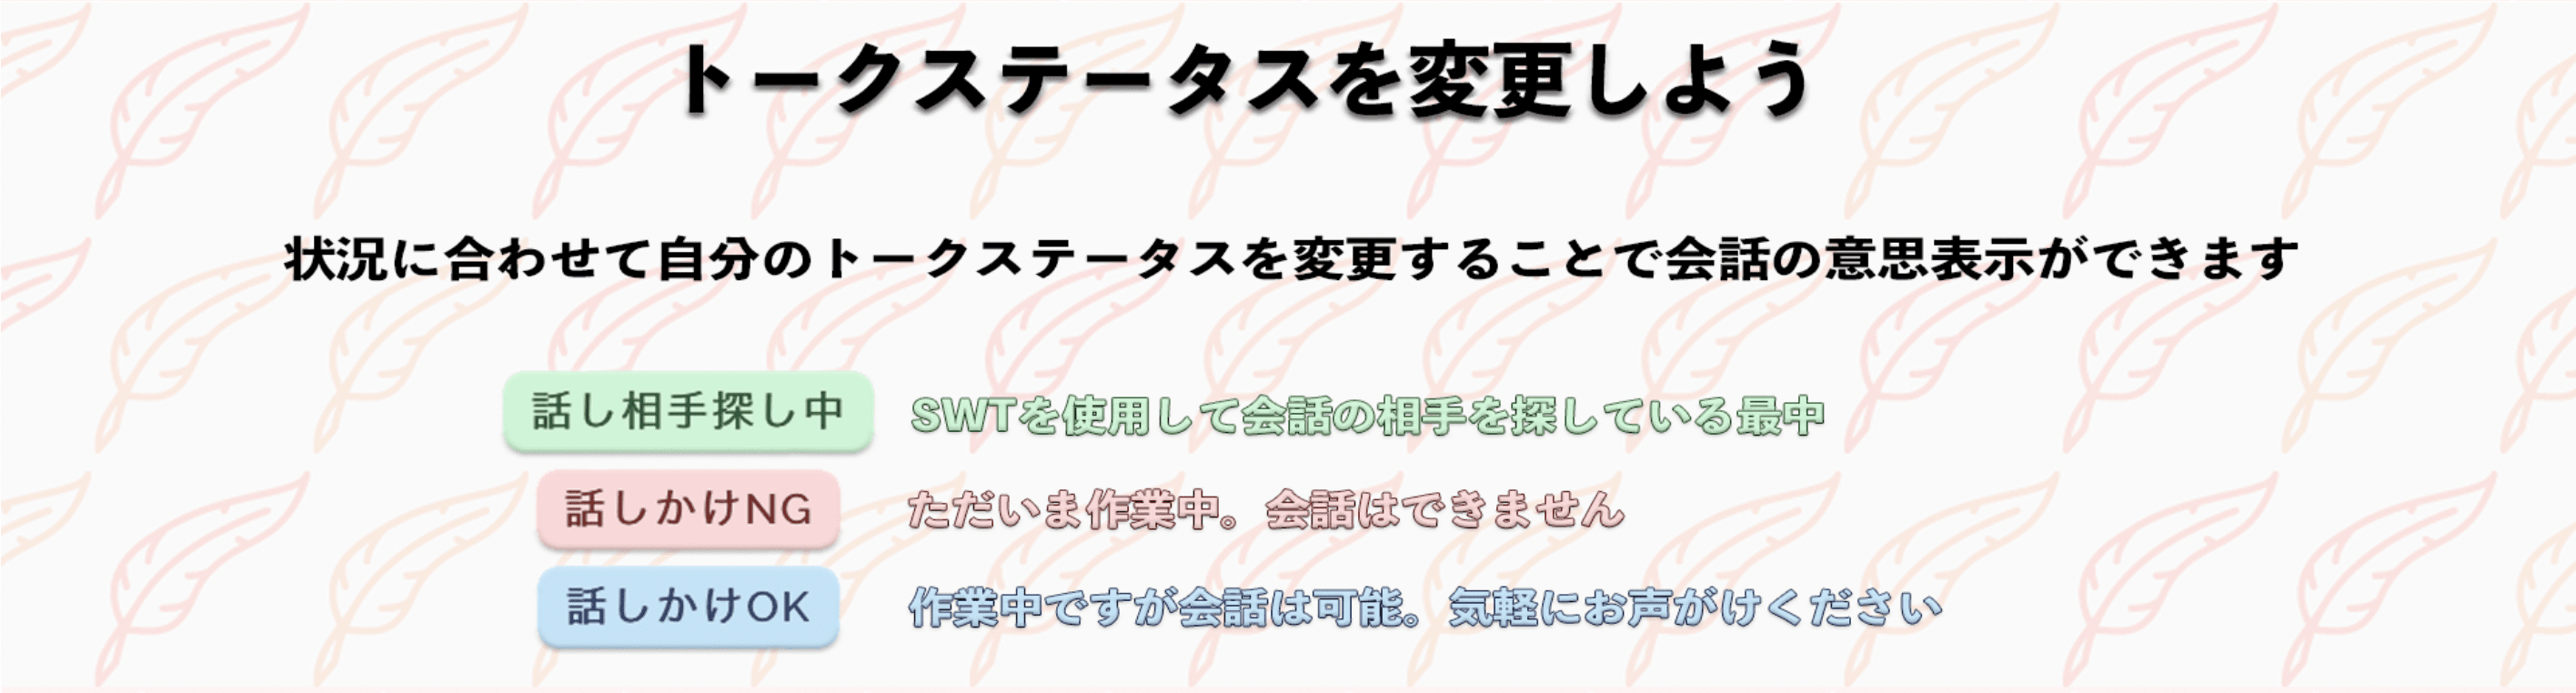 トークステータスを変更しよう
状況に合わせて自分のトークステータスを変更することで会話の意思表示ができます
話し相手探し中 SWTを使用して会話の相手を探している最中
話しかけNG ただいま作業中。会話はできません
話しかけOK 作業中ですが会話は可能。気軽にお声がけください